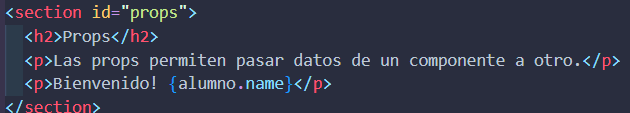 <section id="props">
<h2>Props</h2>
<p>Las props permiten pasar datos de un componente a otro.</p>
<p>Bienvenido! {alumno.name}</p>
</section>